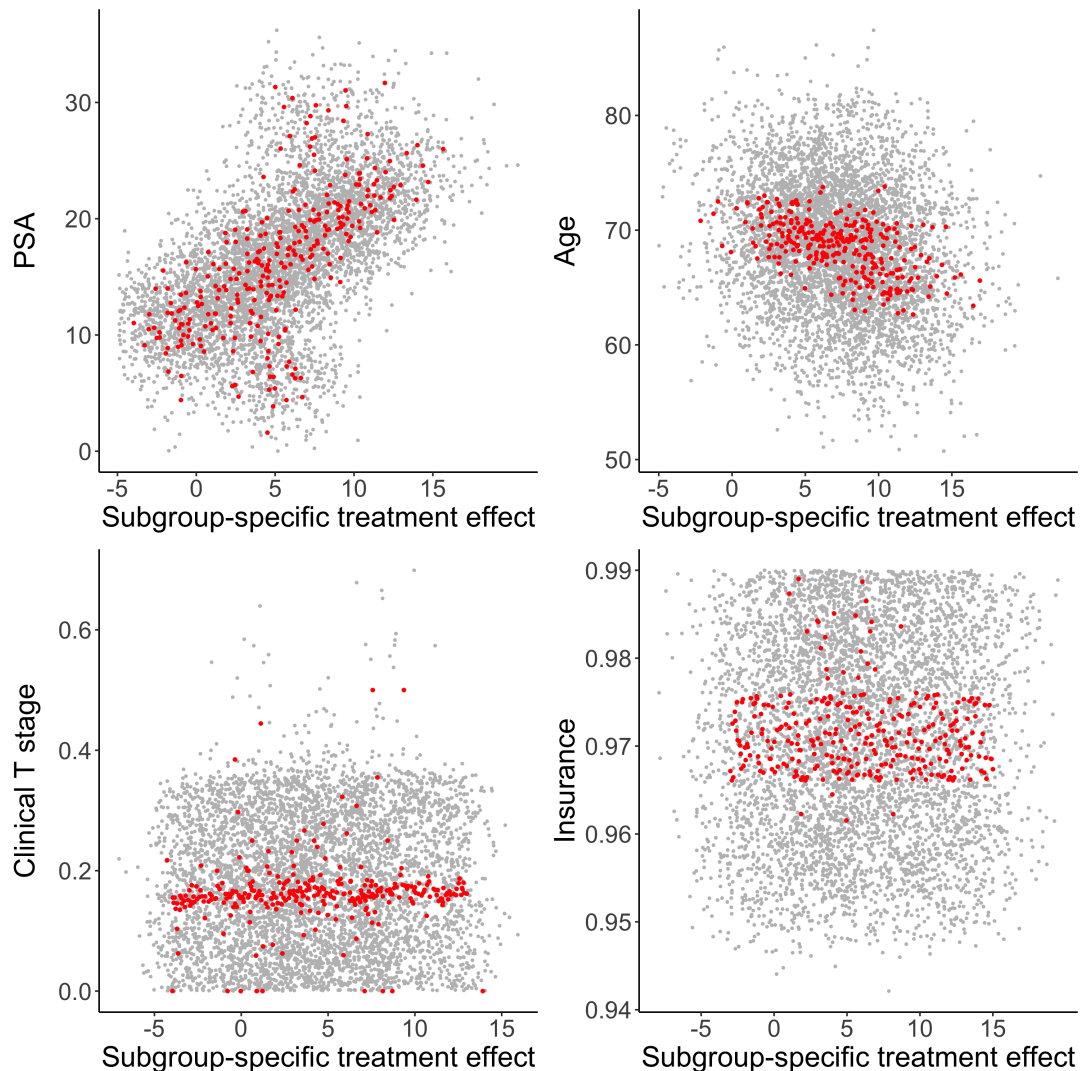 PSA
30
20
10
0
-5 0 5 10 15
Subgroup-specific treatment effect
Age
80
70
60
50
-5 0 5 10 15
Subgroup-specific treatment effect
Clinical T stage
0.6
0.4
0.2
0.0
-5 0 5 10 15
Subgroup-specific treatment effect
Insurance
0.99
0.98
0.97
0.96
0.95
0.94
-5 0 5 10 15
Subgroup-specific treatment effect